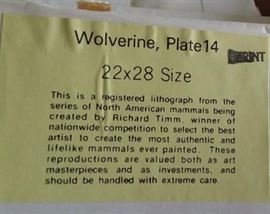 Wolverine, Plate14
PRINT
22x28 Size
This is a registered lithograph from the
series of North American mammals being
created by Richard Timm, winner of
nationwide competition to select the best
artist to create the most authentic and
lifelike mammals ever painted. These
reproductions are valued both as art
masterpieces and as investments, and
should be handled with extreme care.